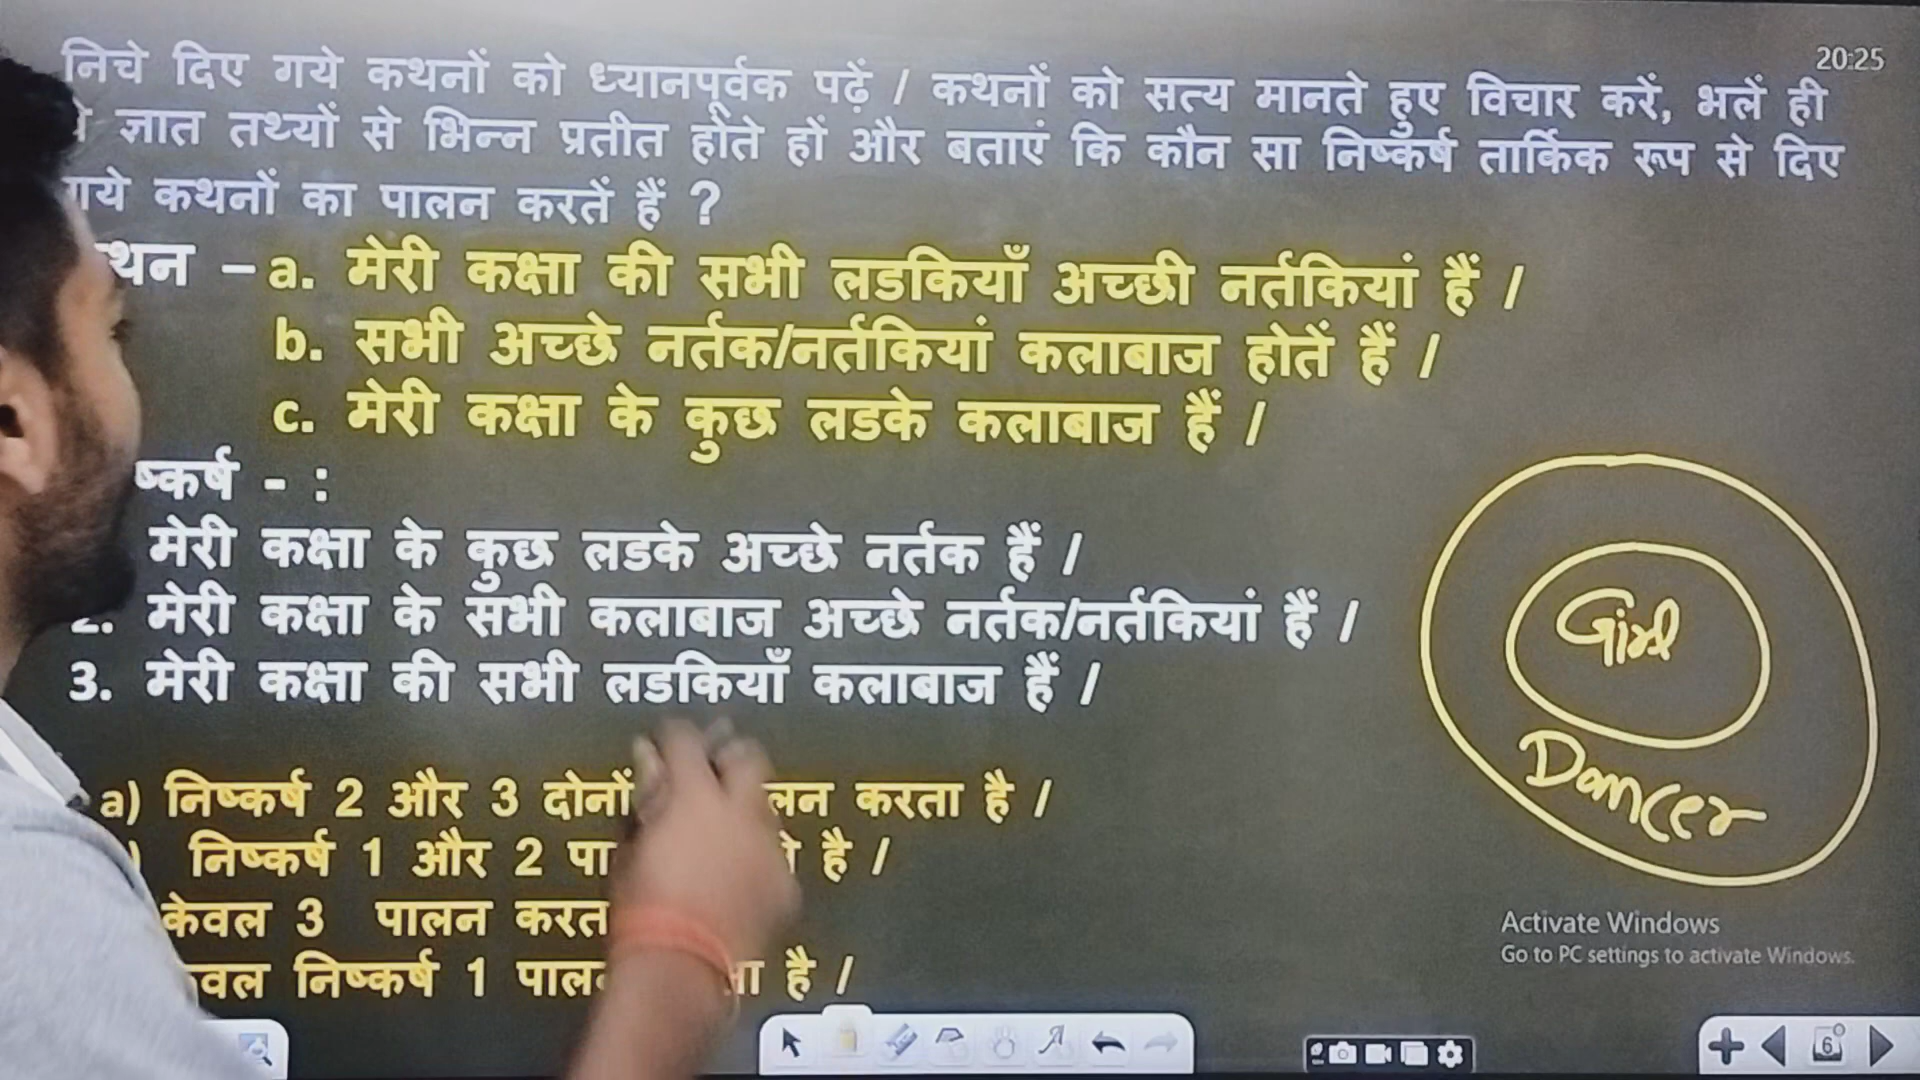 20:25
निचे दिए गये कथनों को ध्यानपूर्वक पढ़ें / कथनों को सत्य मानते हुए विचार करें, भलें ही
ज्ञात तथ्यों से भिन्न प्रतीत होते हों और बताएं कि कौन सा निष्कर्ष तार्किक रूप से दिए
गये कथनों का पालन करतें हैं ?
– a. मेरी कक्षा की सभी लडकियाँ अच्छी नर्तकियां हैं /
b. सभी अच्छे नर्तक/नर्तकियां कलाबाज होतें हैं /
c. मेरी कक्षा के कुछ लडके कलाबाज हैं /
ष्कर्ष - :
मेरी कक्षा के कुछ लडके अच्छे नर्तक हैं /
2. मेरी कक्षा के सभी कलाबाज अच्छे नर्तक/नर्तकियां हैं /
3. मेरी कक्षा की सभी लडकियाँ कलाबाज हैं /
Girl
Dancer
a) निष्कर्ष 2 और 3 दोनों लन करता है /
) निष्कर्ष 1 और 2 पा है /
केवल 3 पालन करत
वल निष्कर्ष 1 पाल ा है /
Activate Windows
Go to PC settings to activate Windows.
6